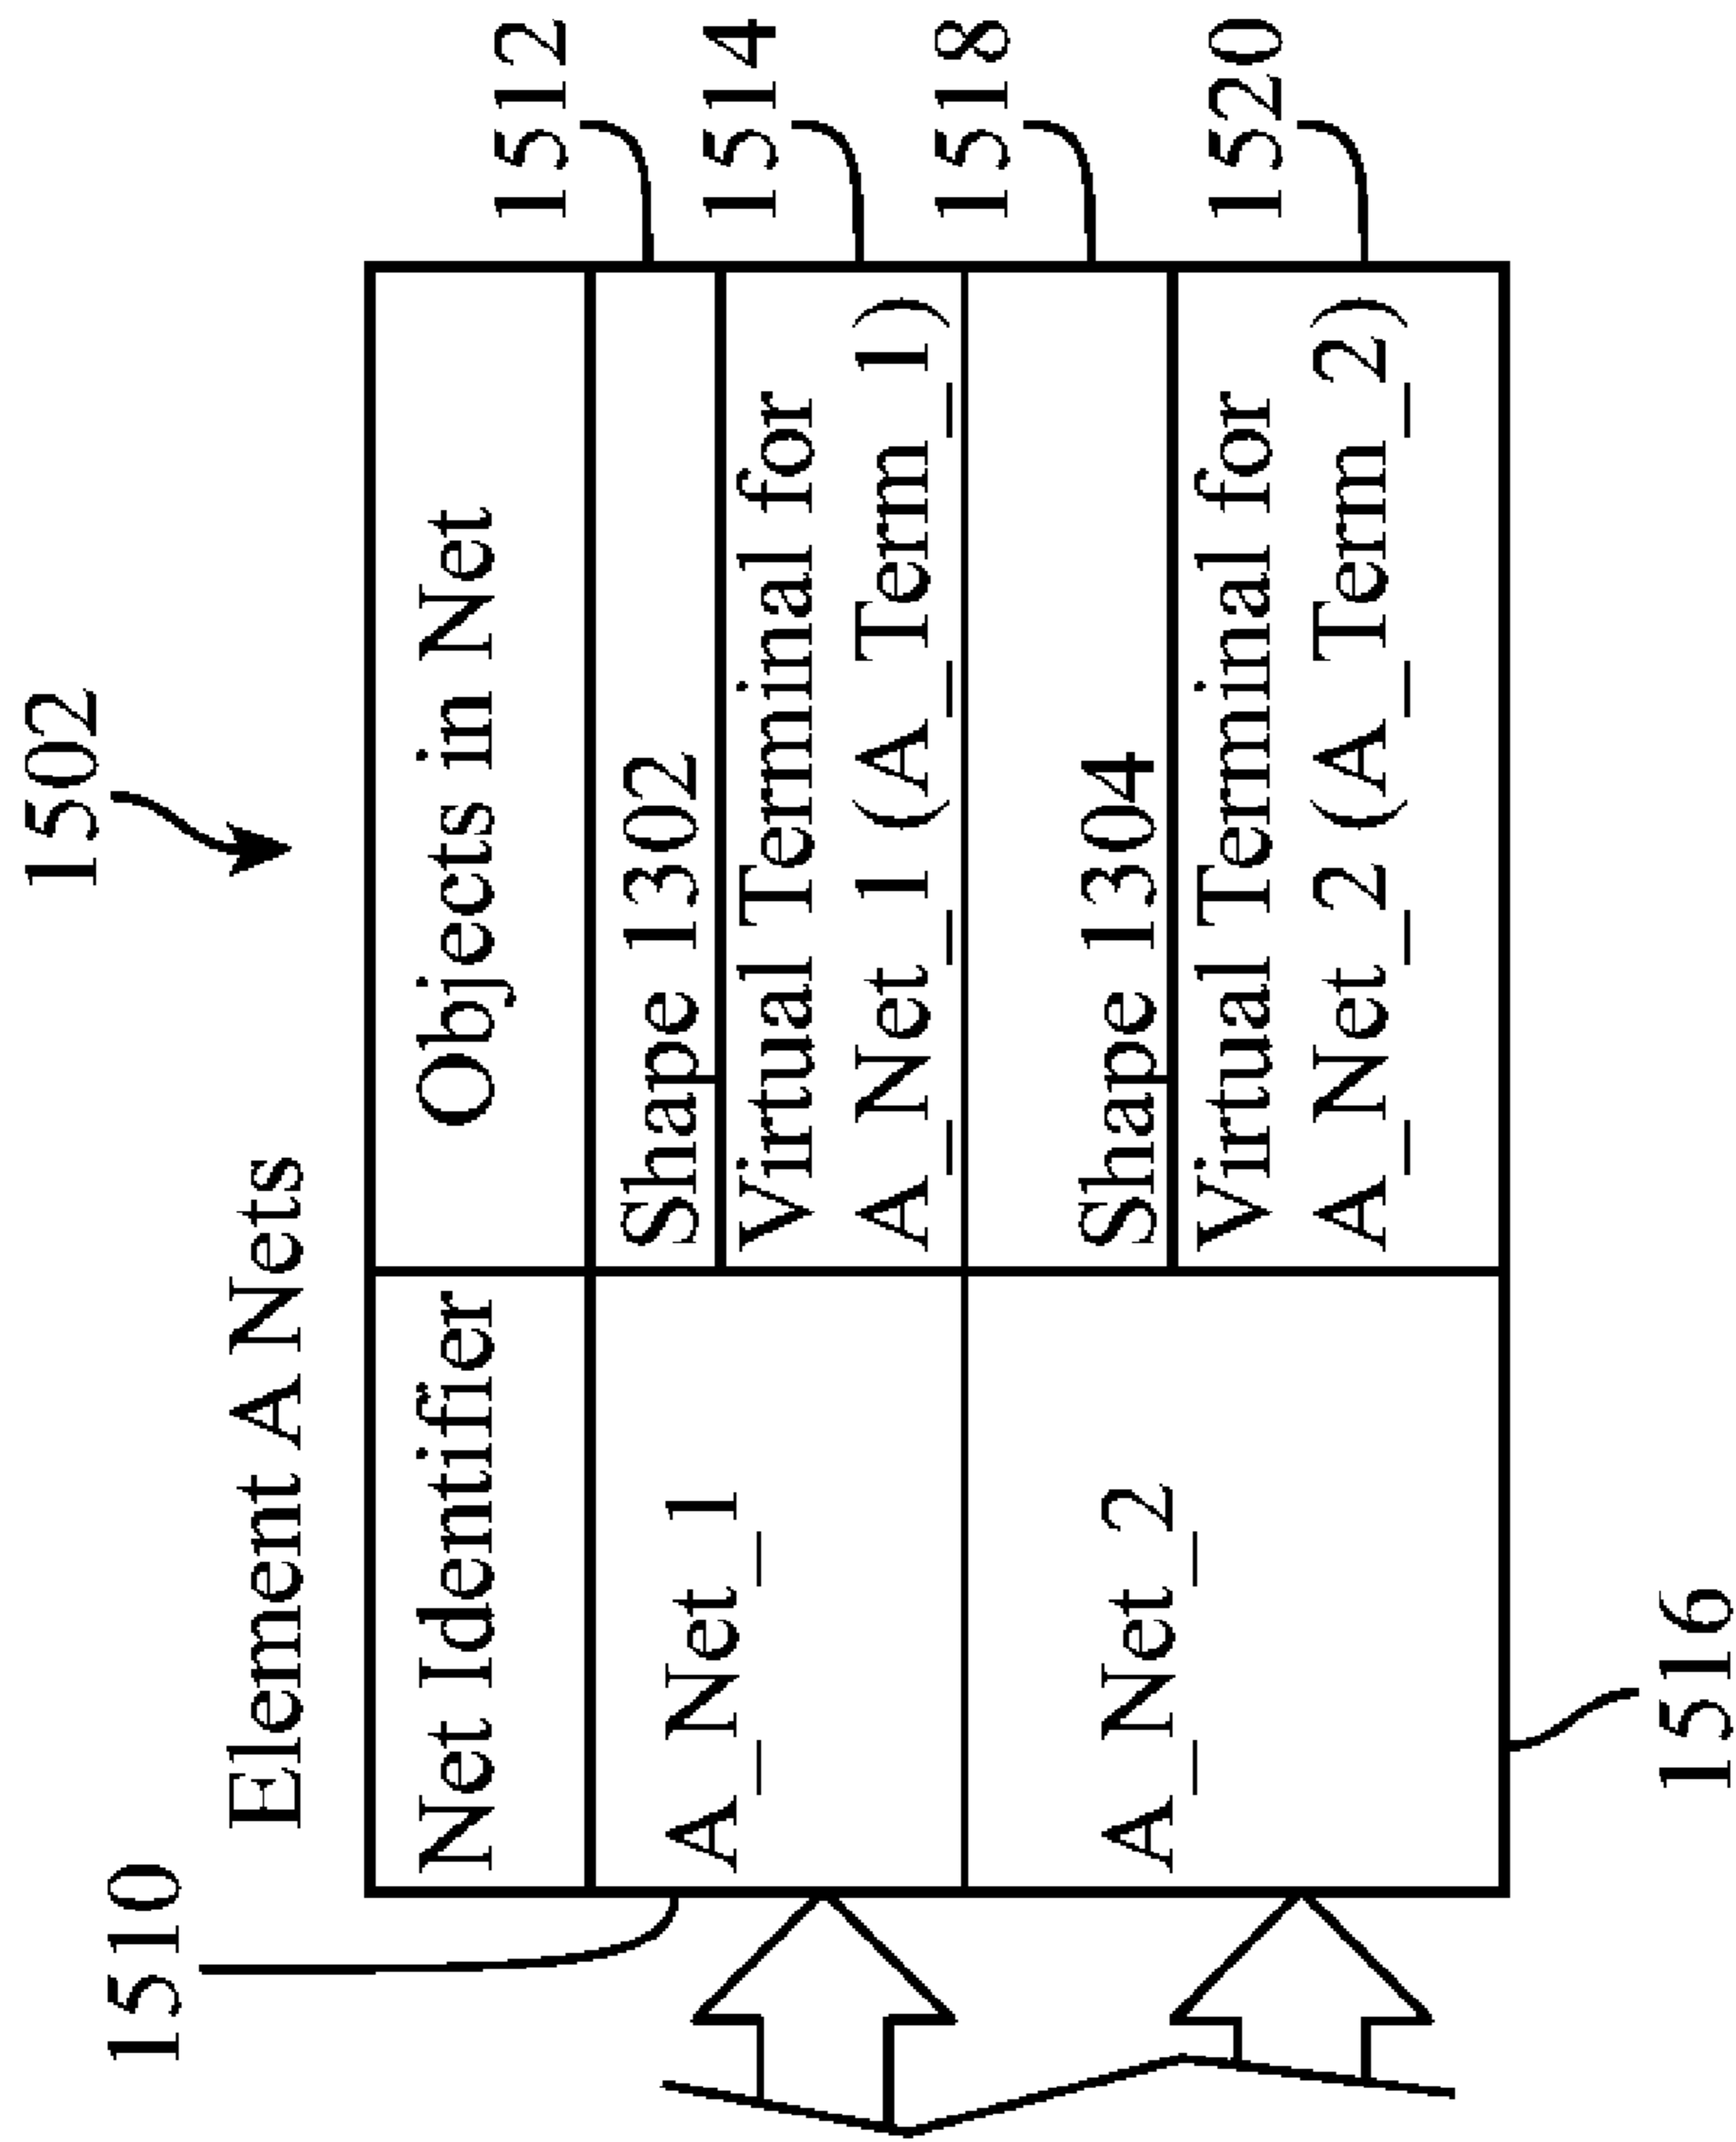 1502
1510
Element A Nets
Net Identifier
Objects in Net
A_Net_1
Shape 1302
1512
Virtual Terminal for
A_Net_1 (A_Term_1)
1514
A_Net_2
Shape 1304
1518
Virtual Terminal for
A_Net_2 (A_Term_2)
1520
1516